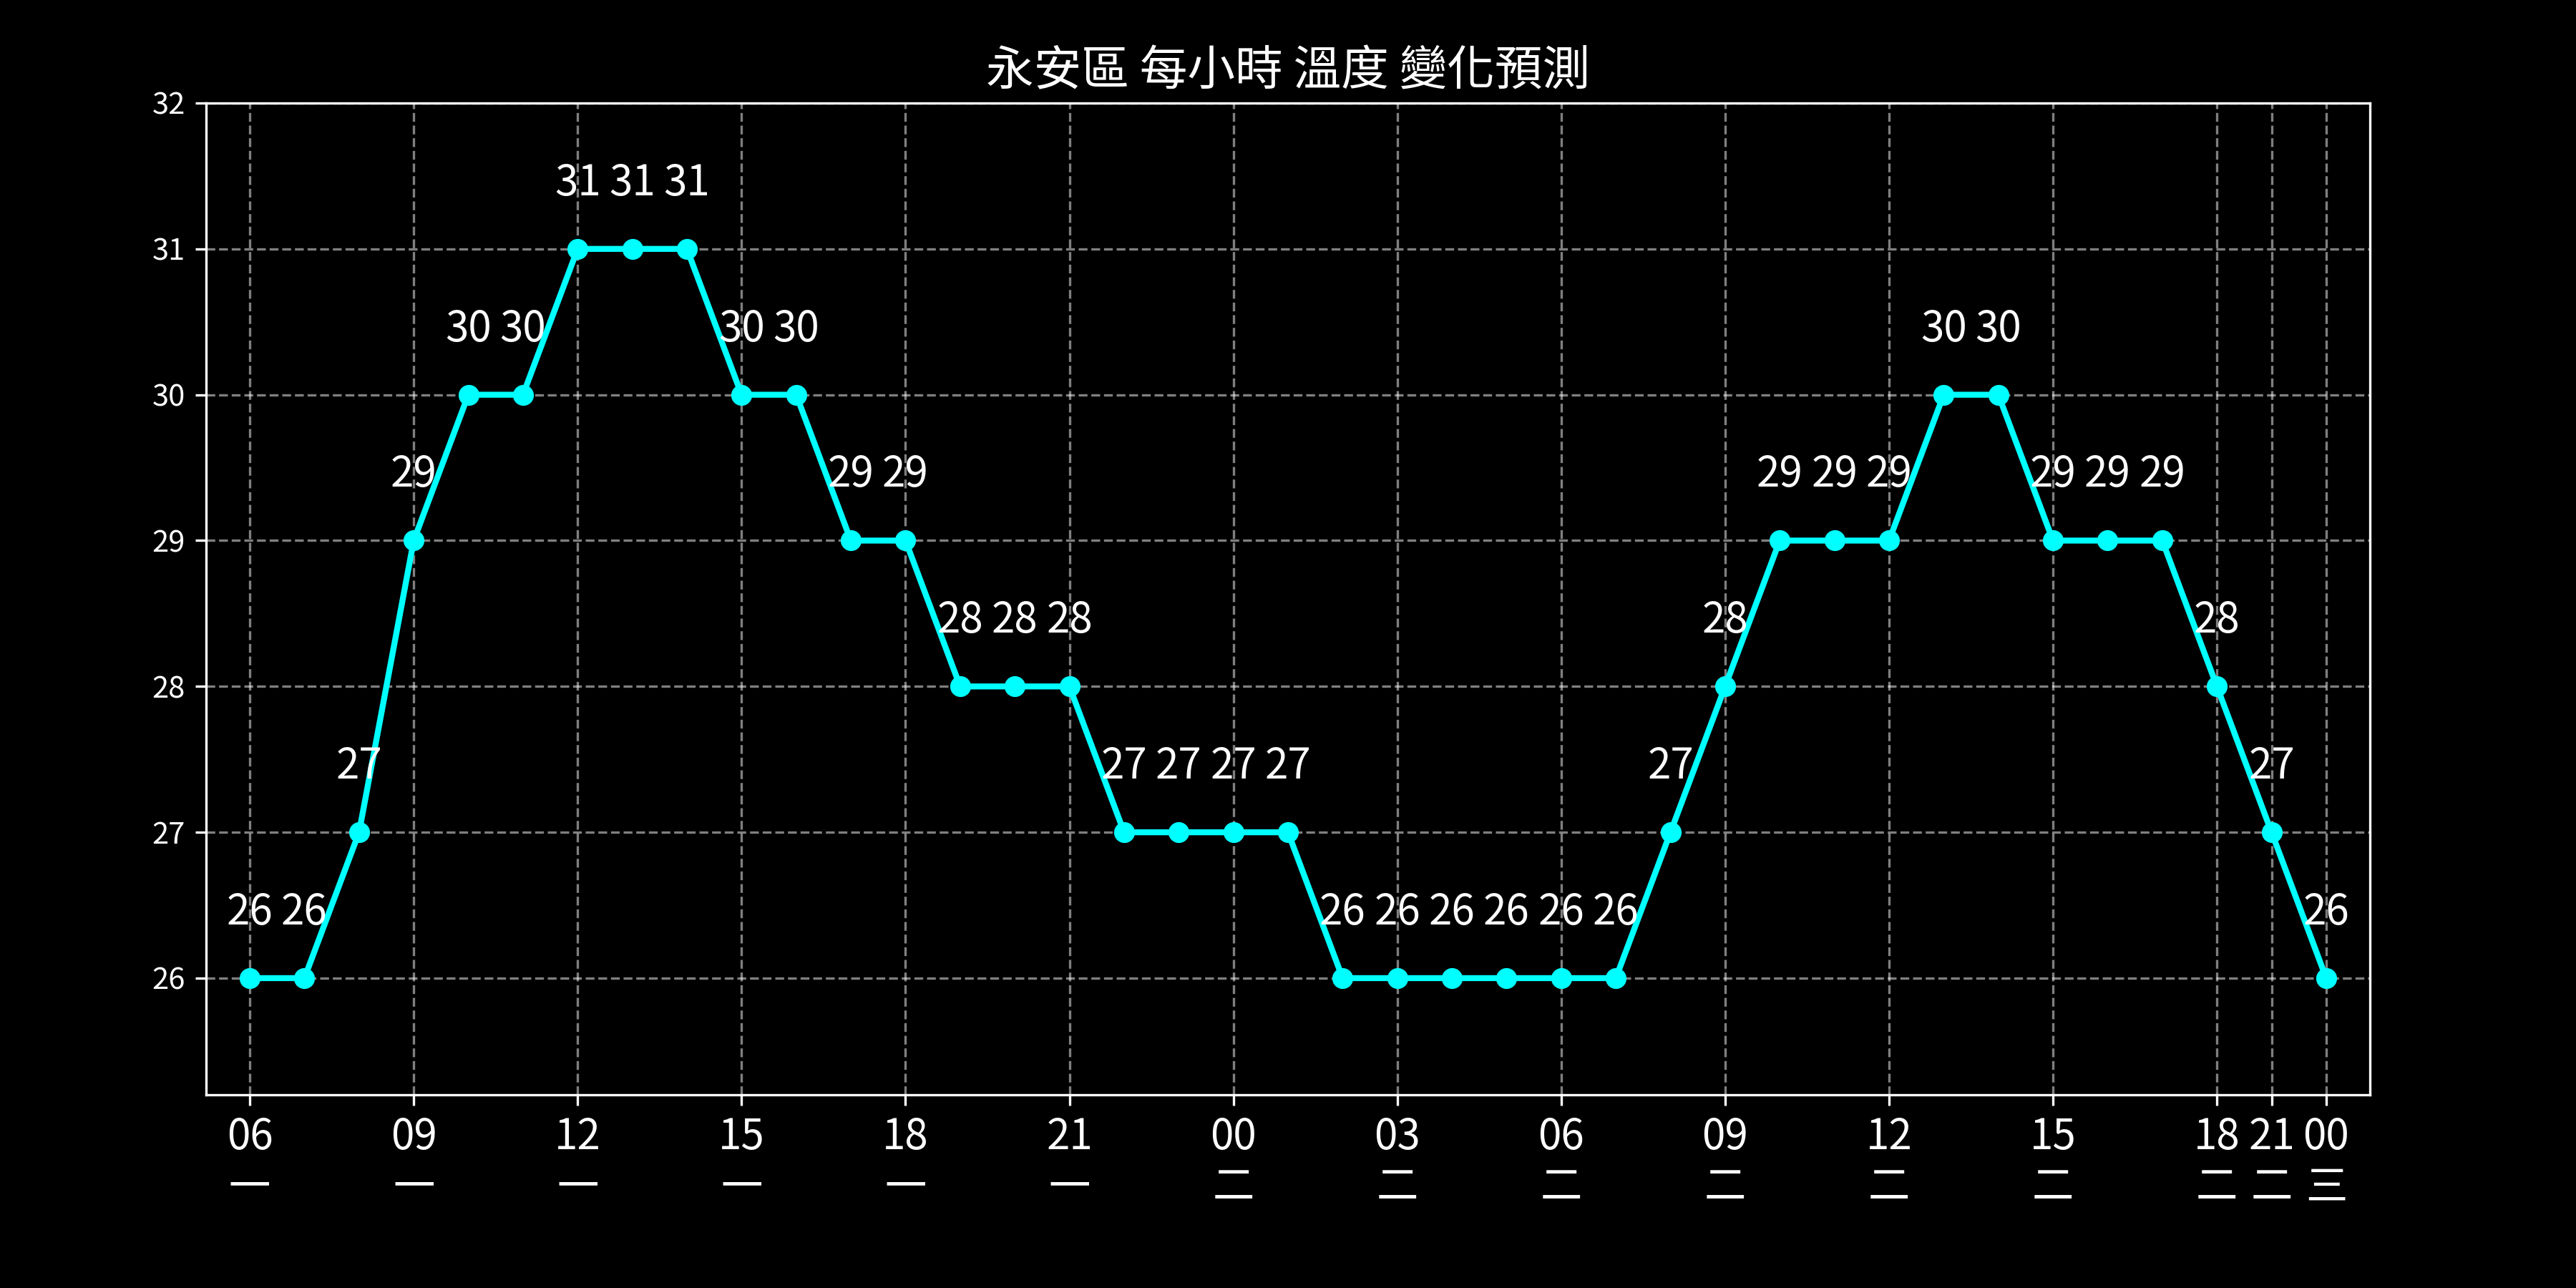 永安區 每小時 溫度 變化預測
32
31 31 31
31
30 30 30 30 30 30
30
29 29 29 29 29 29 29 29 29
29
28 28 28 28 28
28
27 27 27 27 27 27 27
27
26 26 26 26 26 26 26 26 26
26
06 09 12 15 18 21 00 03 06 09 12 15 18 21 00
一 一 一 一 一 一 二 二 二 二 二 二 二 二 三